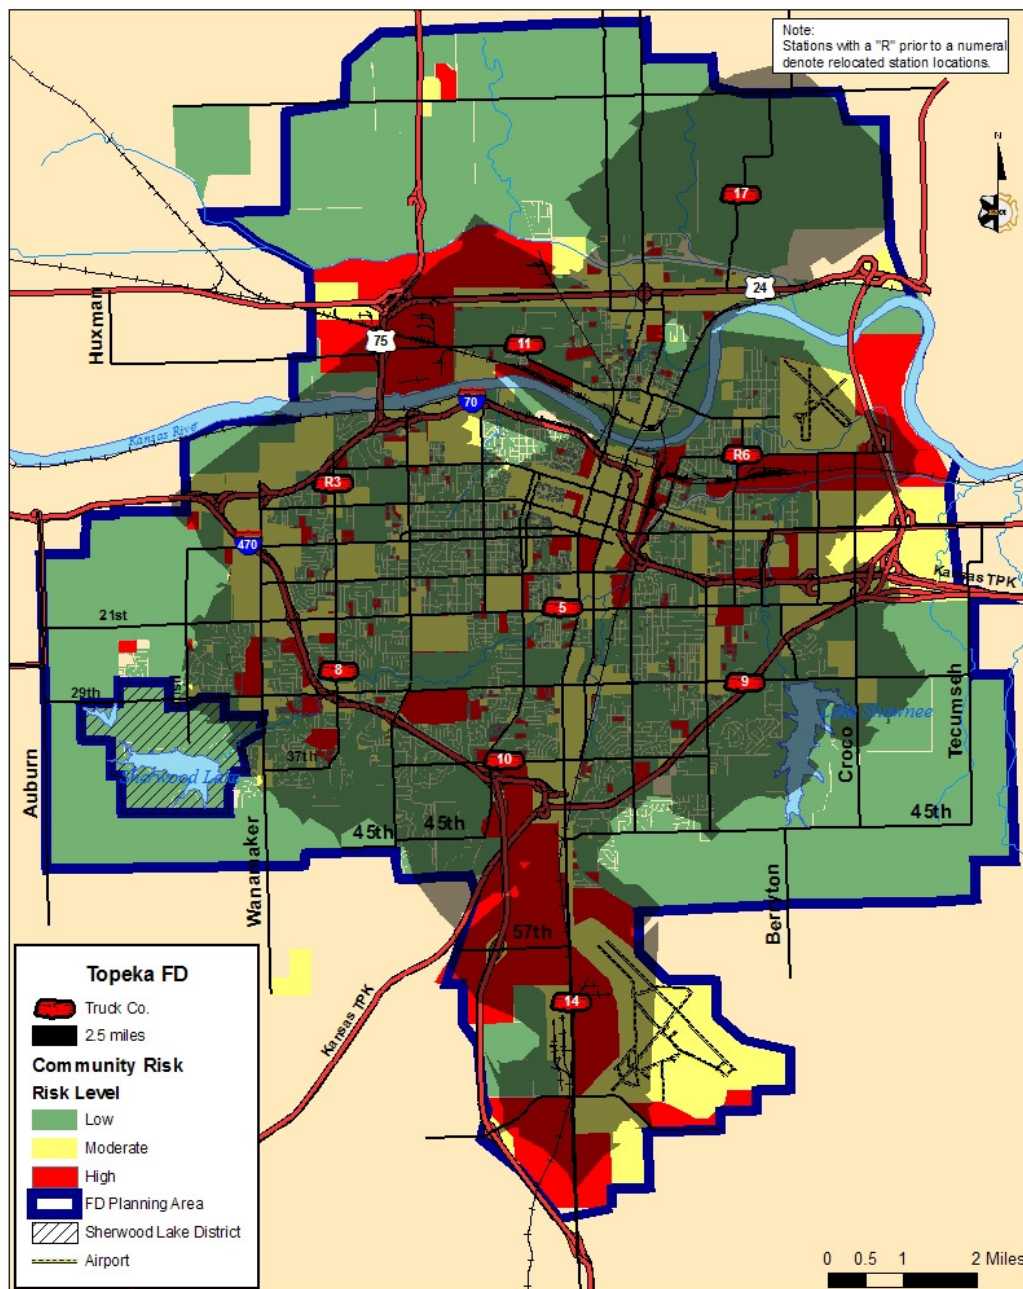 Note:
Stations with a "R" prior to a numeral
denote relocated station locations.
N
17
24
Huxman
75
11
70
Kansas River
R6
R3
470
Kansas TPK
5
21st
8
9
29th
Lake Shawnee
Tecumseh
Croco
37th
10
Sherwood Lake
Auburn
45th
45th
45th
Wanamaker
Berryton
57th
Kansas TPK
14
Topeka FD
Truck Co.
2.5 miles
Community Risk
Risk Level
Low
Moderate
High
FD Planning Area
Sherwood Lake District
Airport
0 0.5 1 2 Miles